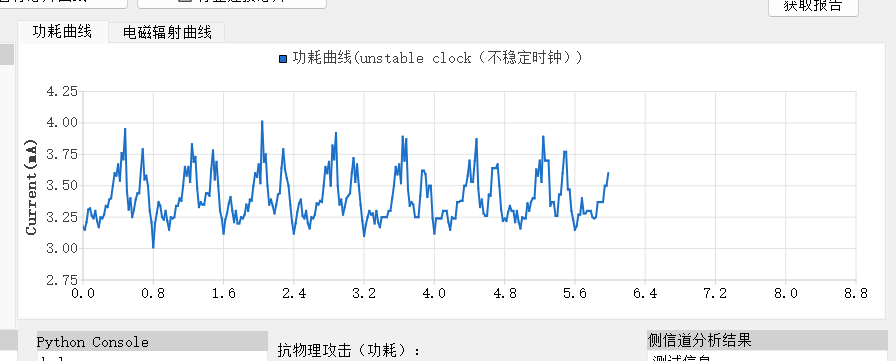 获取报告
功耗曲线 电磁辐射曲线
功耗曲线(unstable clock（不稳定时钟）)
4.25
4.00
3.75
3.50
3.25
3.00
2.75
Current(mA)
0.0 0.8 1.6 2.4 3.2 4.0 4.8 5.6 6.4 7.2 8.0 8.8
Python Console
抗物理攻击（功耗）：
侧信道分析结果
测试信息